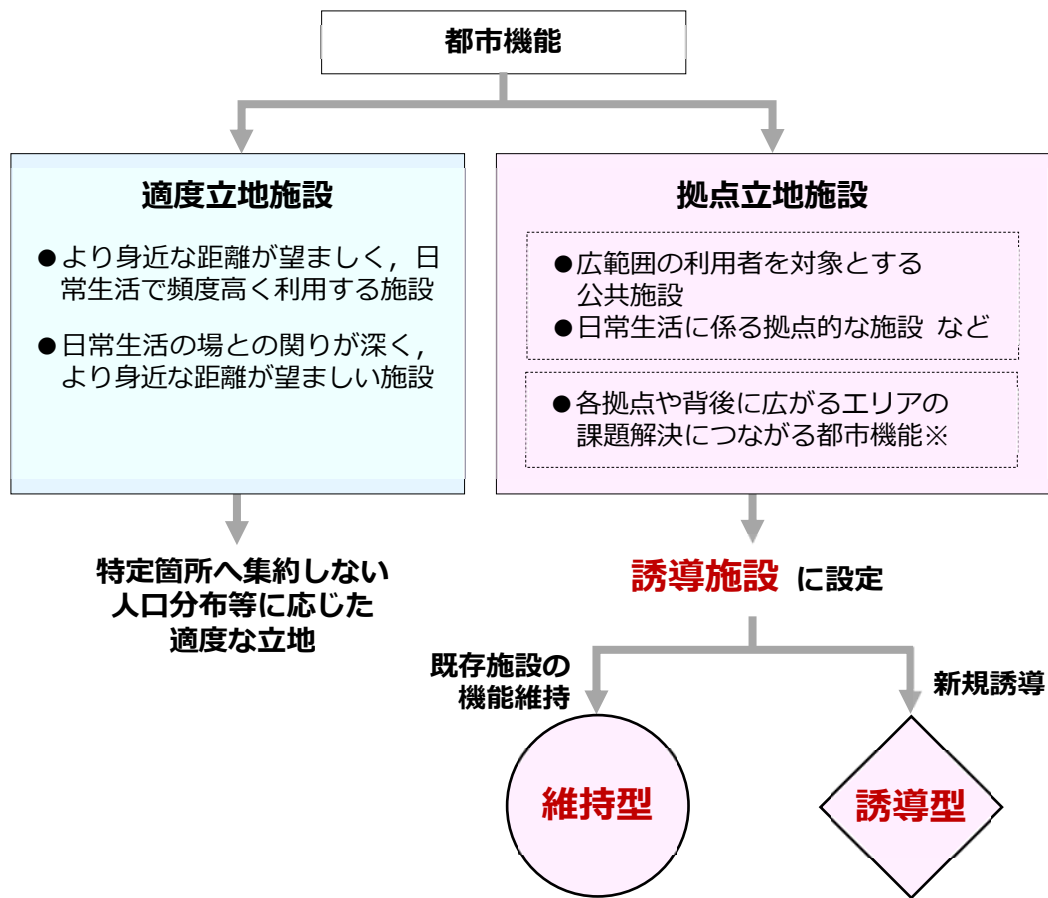 都市機能
適度立地施設
●より身近な距離が望ましく，日
常生活で頻度高く利用する施設
●日常生活の場との関りが深く，
より身近な距離が望ましい施設
拠点立地施設
●広範囲の利用者を対象とする
公共施設
●日常生活に係る拠点的な施設 など
●各拠点や背後に広がるエリアの
課題解決につながる都市機能※
特定箇所へ集約しない
人口分布等に応じた
適度な立地
誘導施設 に設定
既存施設の
機能維持
新規誘導
維持型
誘導型